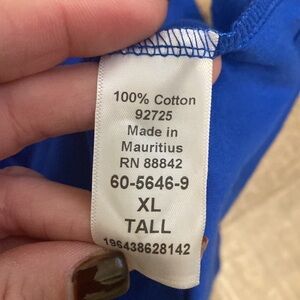 100% Cotton
92725
Made in
Mauritius
RN 88842
60-5646-9
XL
TALL
196438628142